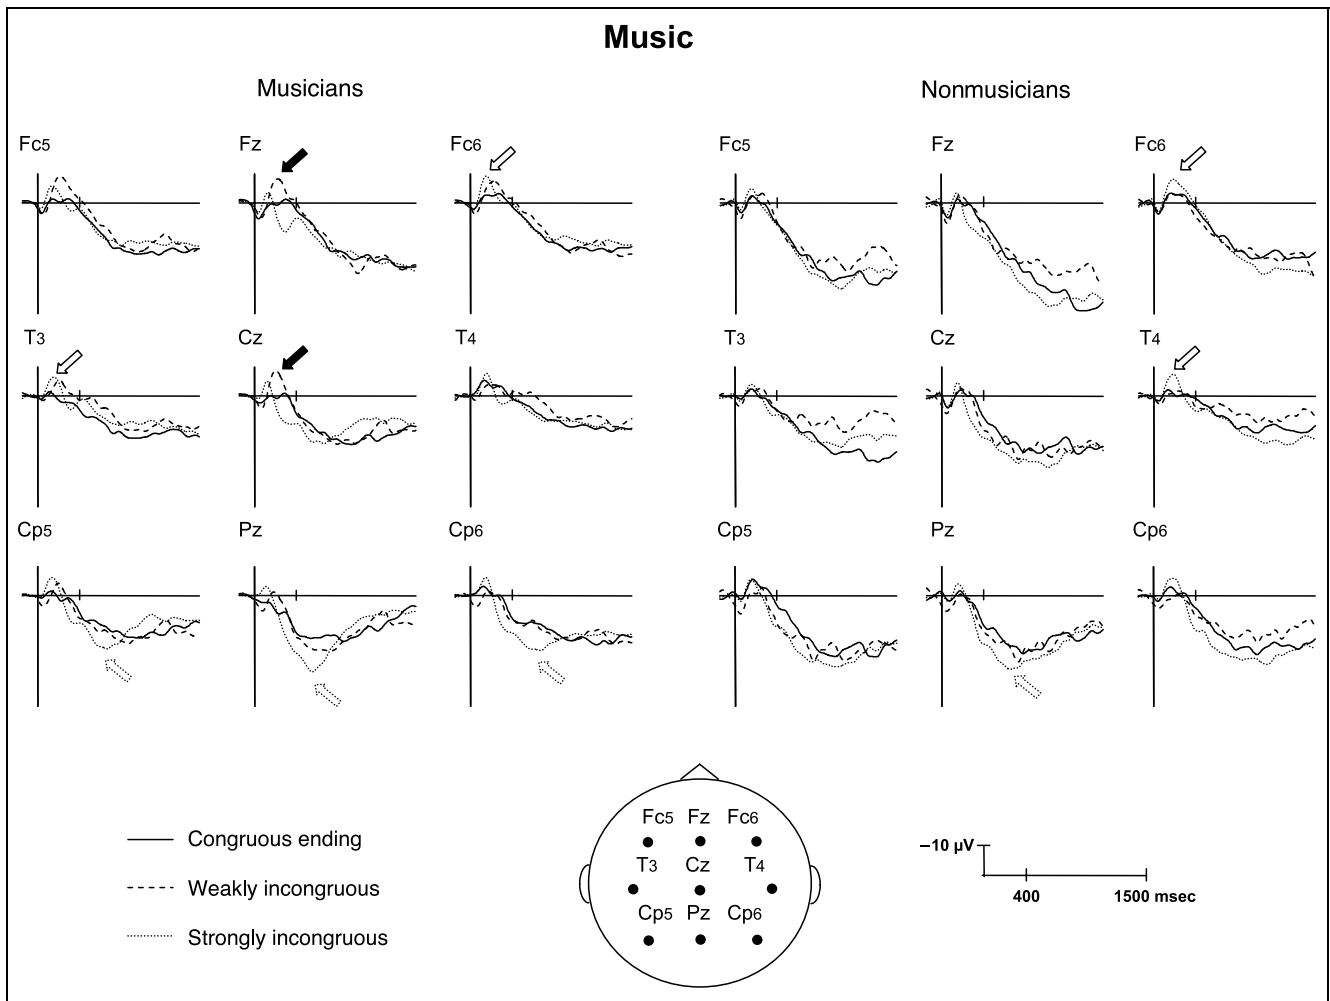 Music
Musicians
Nonmusicians
Fc5 Fz Fc6 Fc5 Fz Fc6
T3 Cz T4 T3 Cz T4
Cp5 Pz Cp6 Cp5 Pz Cp6
Congruous ending
Weakly incongruous
Strongly incongruous
Fc5 Fz Fc6
T3 Cz T4
Cp5 Pz Cp6
−10 µV
400 1500 msec